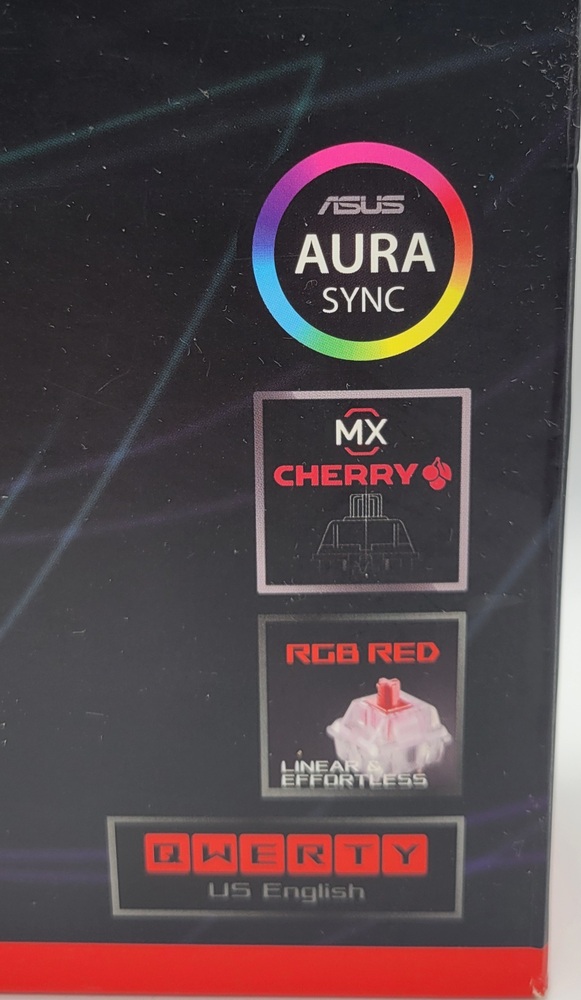 ASUS
AURA
SYNC
MX
CHERRY
RGB RED
LINEAR &
EFFORTLESS
QWERTY
US English